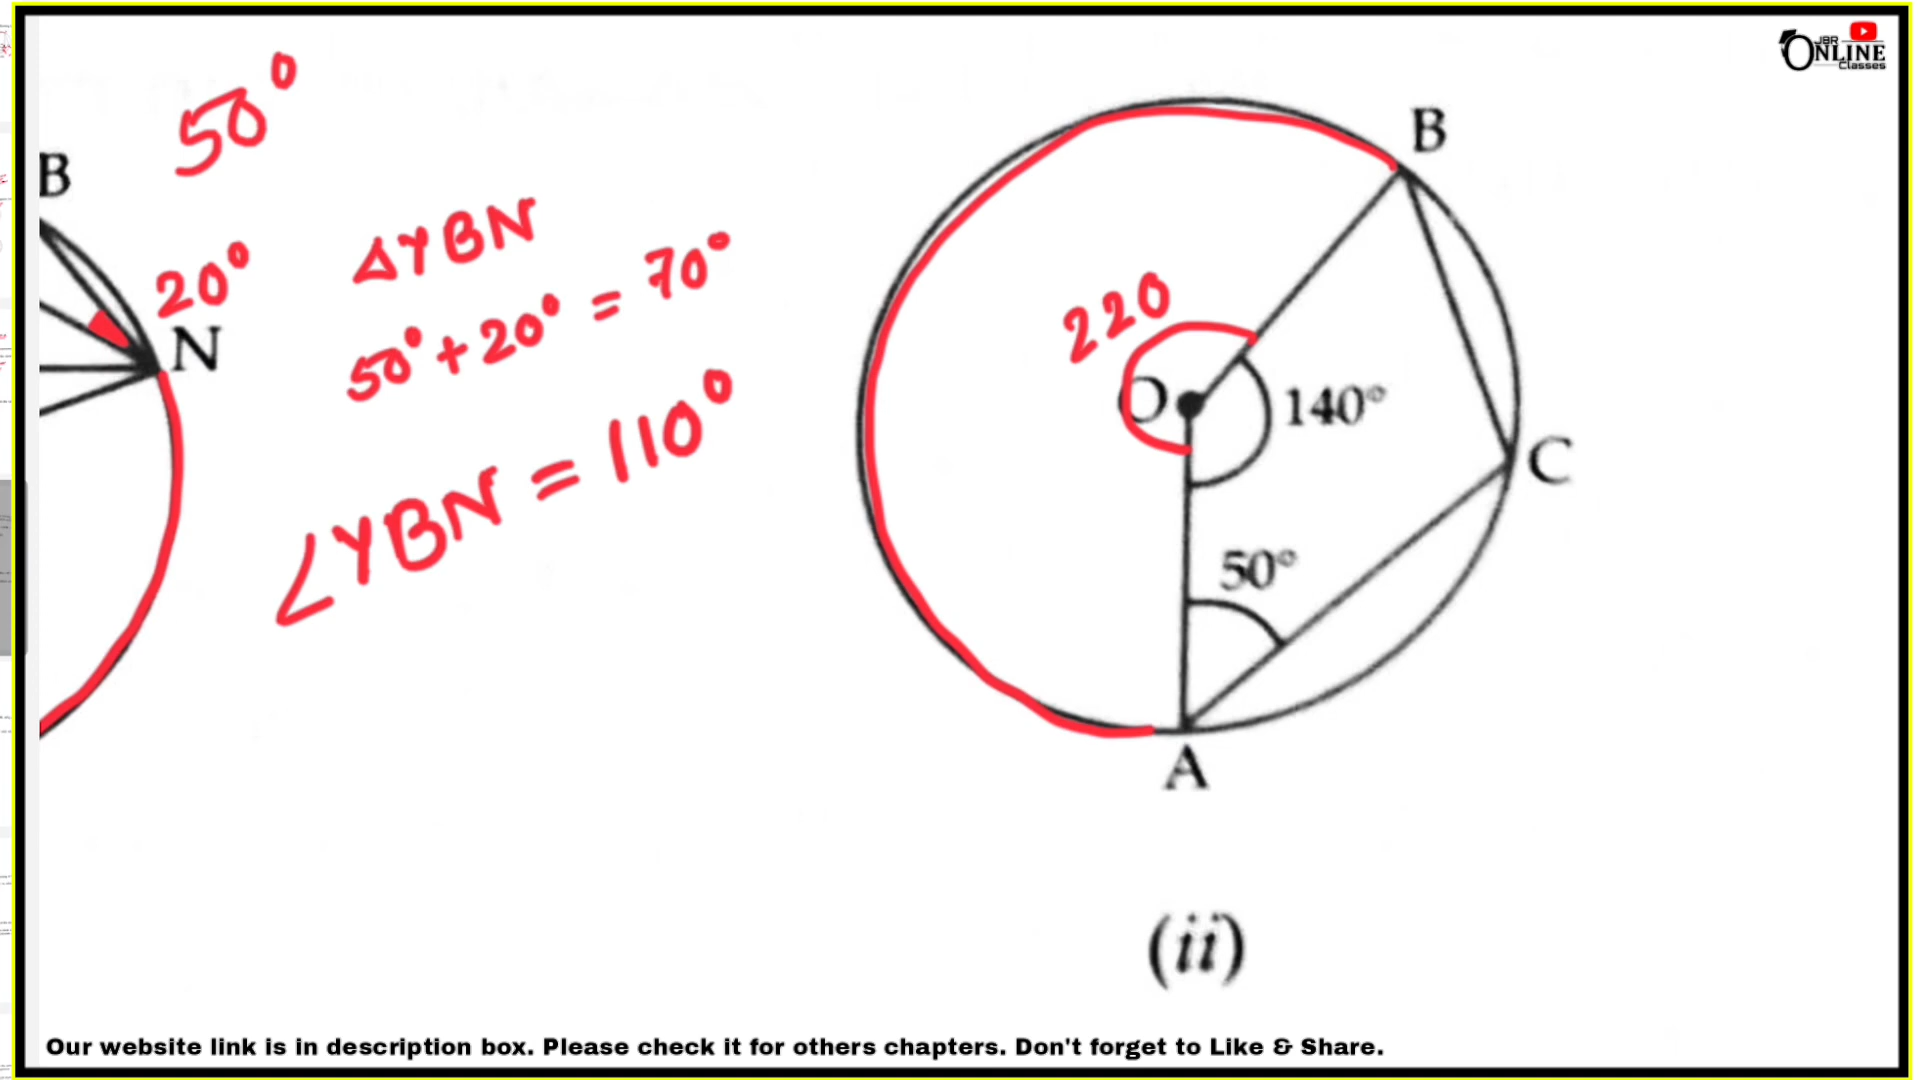 50°
B
20°
N
△YBN
50° + 20° = 70°
∠YBN = 110°
JBR
ONLINE
Classes
B
220
O
140°
C
50°
A
(ii)
Our website link is in description box. Please check it for others chapters. Don't forget to Like & Share.